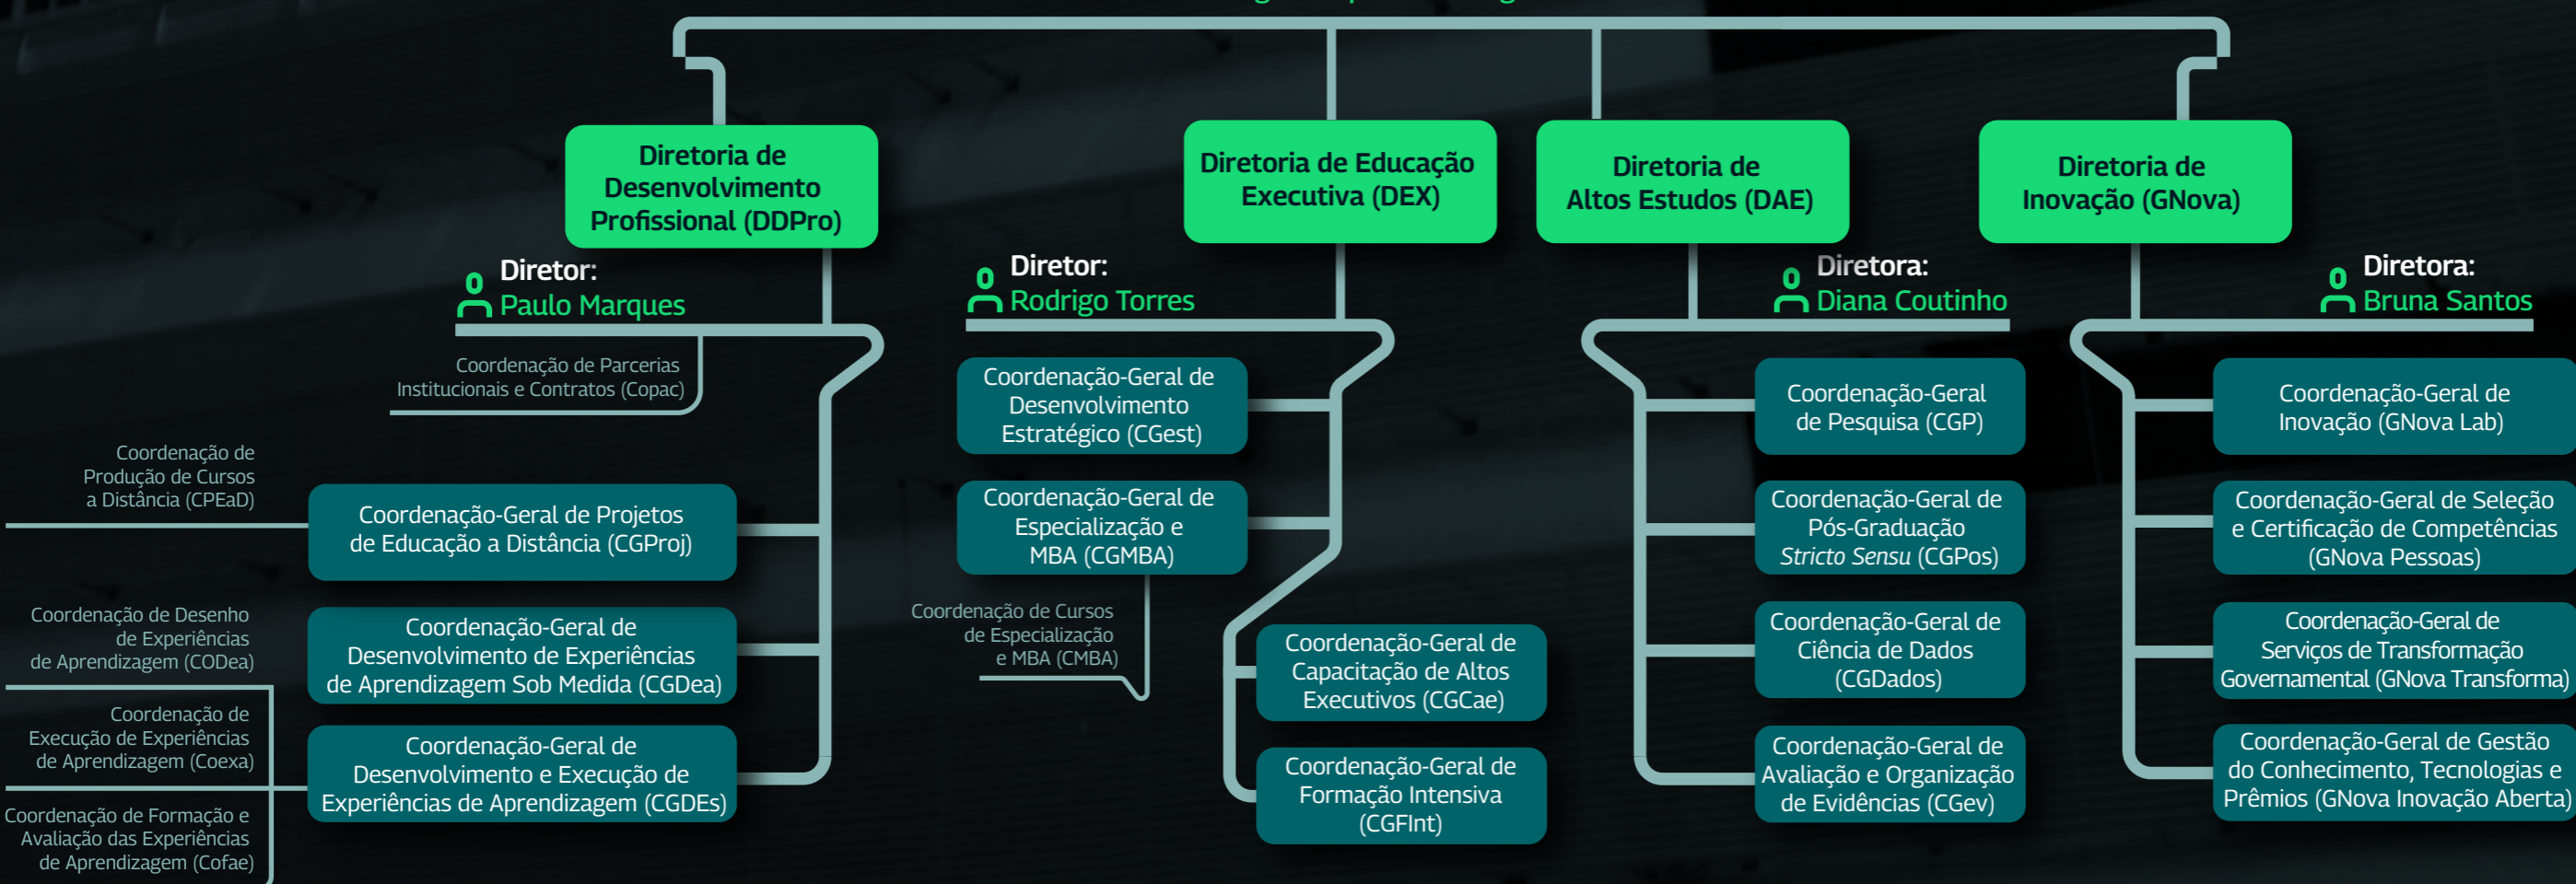 Diretoria de
Desenvolvimento
Profissional (DDPro)
Diretor:
Paulo Marques
Coordenação de Parcerias
Institucionais e Contratos (Copac)
Coordenação de
Produção de Cursos
a Distância (CPEaD)
Coordenação-Geral de Projetos
de Educação a Distância (CGProj)
Coordenação-Geral de
Desenvolvimento de Experiências
de Aprendizagem Sob Medida (CGDea)
Coordenação de Desenho
de Experiências
de Aprendizagem (CODea)
Coordenação de
Execução de Experiências
de Aprendizagem (Coexa)
Coordenação de Formação e
Avaliação das Experiências
de Aprendizagem (Cofae)
Coordenação-Geral de
Desenvolvimento e Execução de
Experiências de Aprendizagem (CGDEs)
Diretoria de Educação
Executiva (DEX)
Diretor:
Rodrigo Torres
Coordenação-Geral de
Desenvolvimento
Estratégico (CGest)
Coordenação-Geral de
Especialização e
MBA (CGMBA)
Coordenação de Cursos
de Especialização
e MBA (CMBA)
Coordenação-Geral de
Capacitação de Altos
Executivos (CGCae)
Coordenação-Geral de
Formação Intensiva
(CGFInt)
Diretoria de
Altos Estudos (DAE)
Diretora:
Diana Coutinho
Coordenação-Geral
de Pesquisa (CGP)
Coordenação-Geral de
Pós-Graduação
Stricto Sensu (CGPos)
Coordenação-Geral de
Ciência de Dados
(CGDados)
Coordenação-Geral de
Avaliação e Organização
de Evidências (CGev)
Diretoria de
Inovação (GNova)
Diretora:
Bruna Santos
Coordenação-Geral de
Inovação (GNova Lab)
Coordenação-Geral de Seleção
e Certificação de Competências
(GNova Pessoas)
Coordenação-Geral de
Serviços de Transformação
Governamental (GNova Transforma)
Coordenação-Geral de Gestão
do Conhecimento, Tecnologias e
Prêmios (GNova Inovação Aberta)